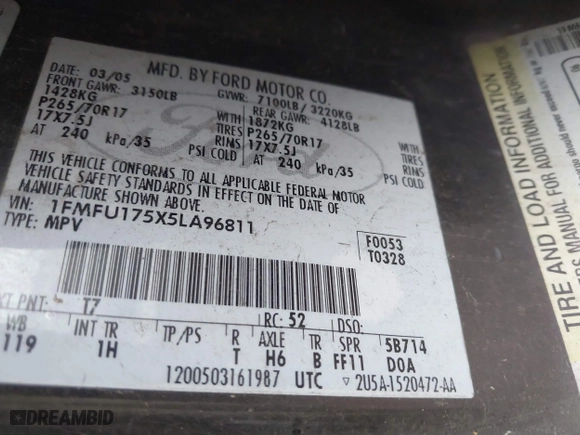 MFD. BY FORD MOTOR CO.
DATE: 03/05 GVWR: 7100LB/ 3220KG
FRONT GAWR: 3150LB REAR GAWR: 4128LB
1428KG WITH 1872KG WITH
P265/70R17 TIRES P265/70R17 TIRES
17X7.5J RIMS 17X7.5J RIMS
AT 240 kPa/35 PSI COLD AT 240 kPa/35 PSI COLD
THIS VEHICLE CONFORMS TO ALL APPLICABLE FEDERAL MOTOR
VEHICLE SAFETY STANDARDS IN EFFECT ON THE DATE OF
MANUFACTURE SHOWN ABOVE.
VIN: 1FMFU175X5LA96811
TYPE: MPV
F0053
T0328
XT PNT: T7 RC: 52 DSO:
WB INT TR TP/PS R AXLE TR SPR 5B714
119 1H T H6 B FF11 DOA
1200503161987 UTC ▽ 2U5A-1520472-AA
Ford
TIRE AND LOAD INFORMATION
MANUAL FOR ADDITIONAL INFORMATION
DREAMBID